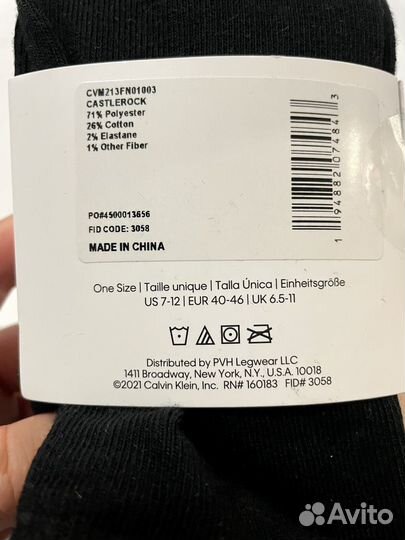 CVM213FN01003
CASTLEROCK
71% Polyester
26% Cotton
2% Elastane
1% Other Fiber
PO#4500013656
FID CODE: 3058
MADE IN CHINA
1 94882 07484 3
One Size | Taille unique | Talla Única | Einheitsgröße
US 7-12 | EUR 40-46 | UK 6.5-11
Distributed by PVH Legwear LLC
1411 Broadway, New York, N.Y., U.S.A. 10018
©2021 Calvin Klein, Inc. RN# 160183 FID# 3058
Avito